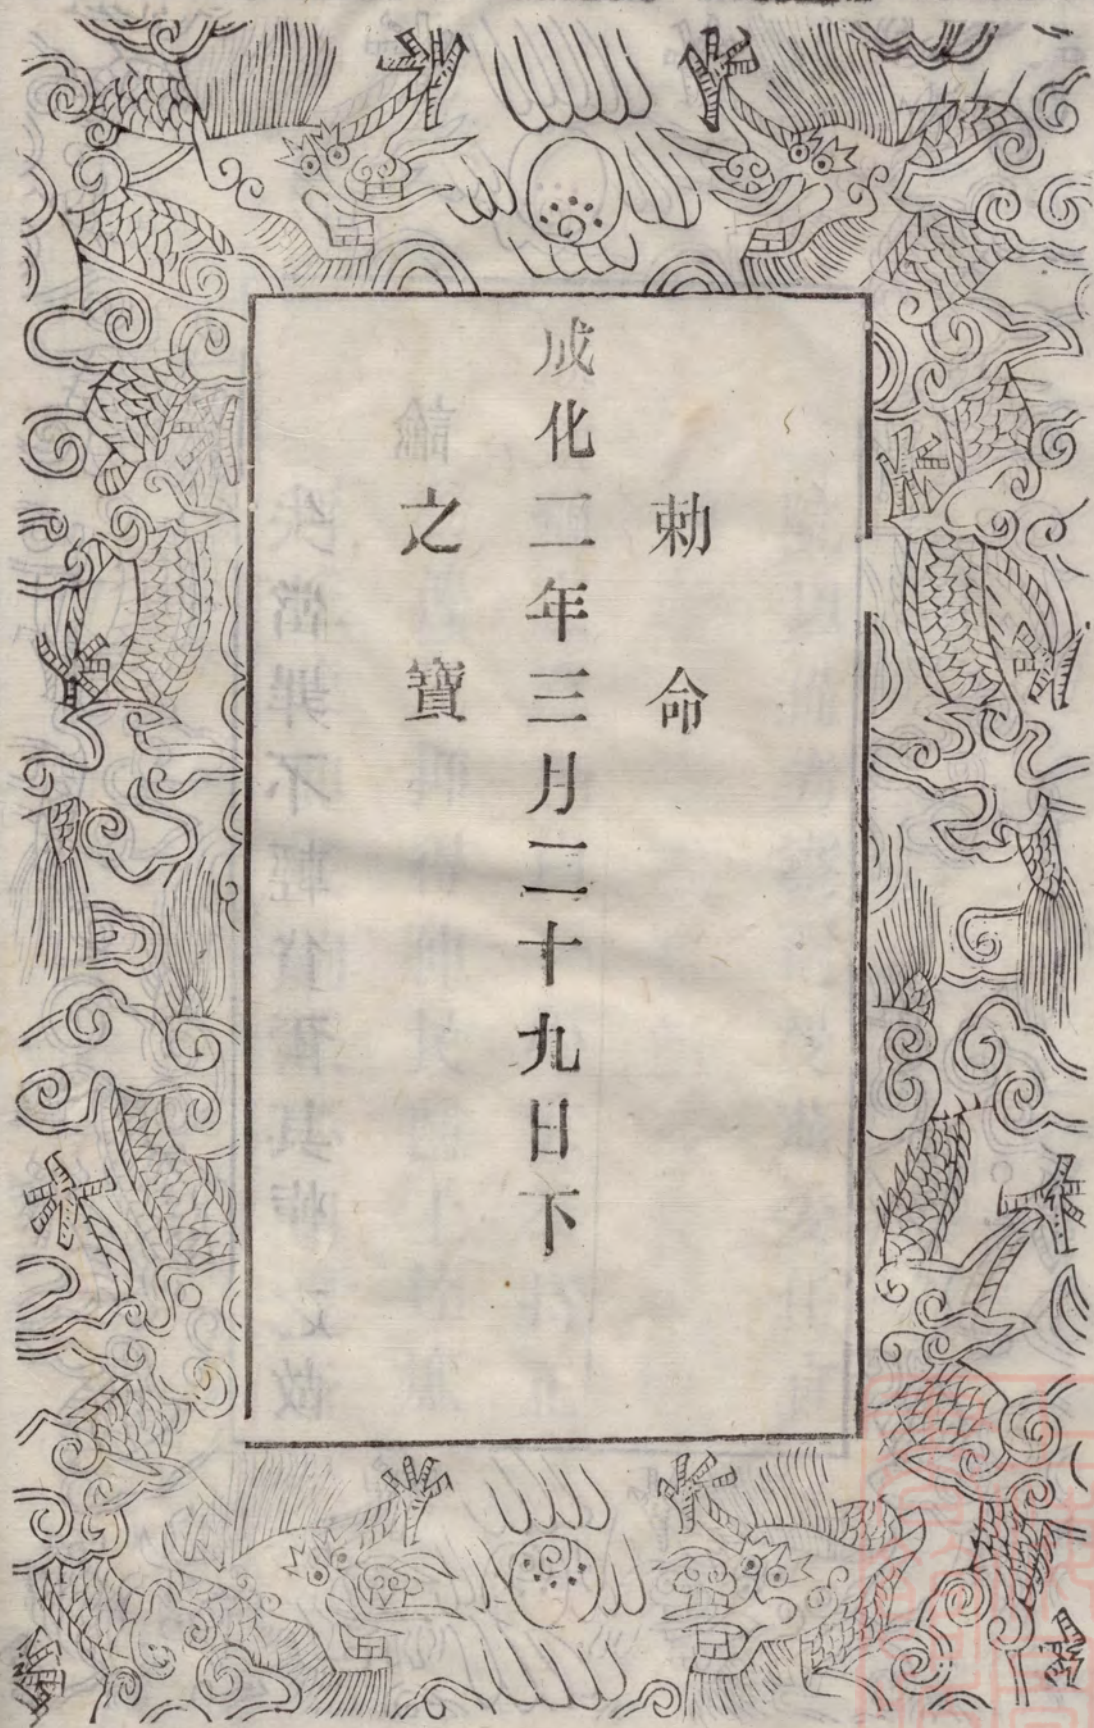 勅命
成化二年三月二十九日下
之寶